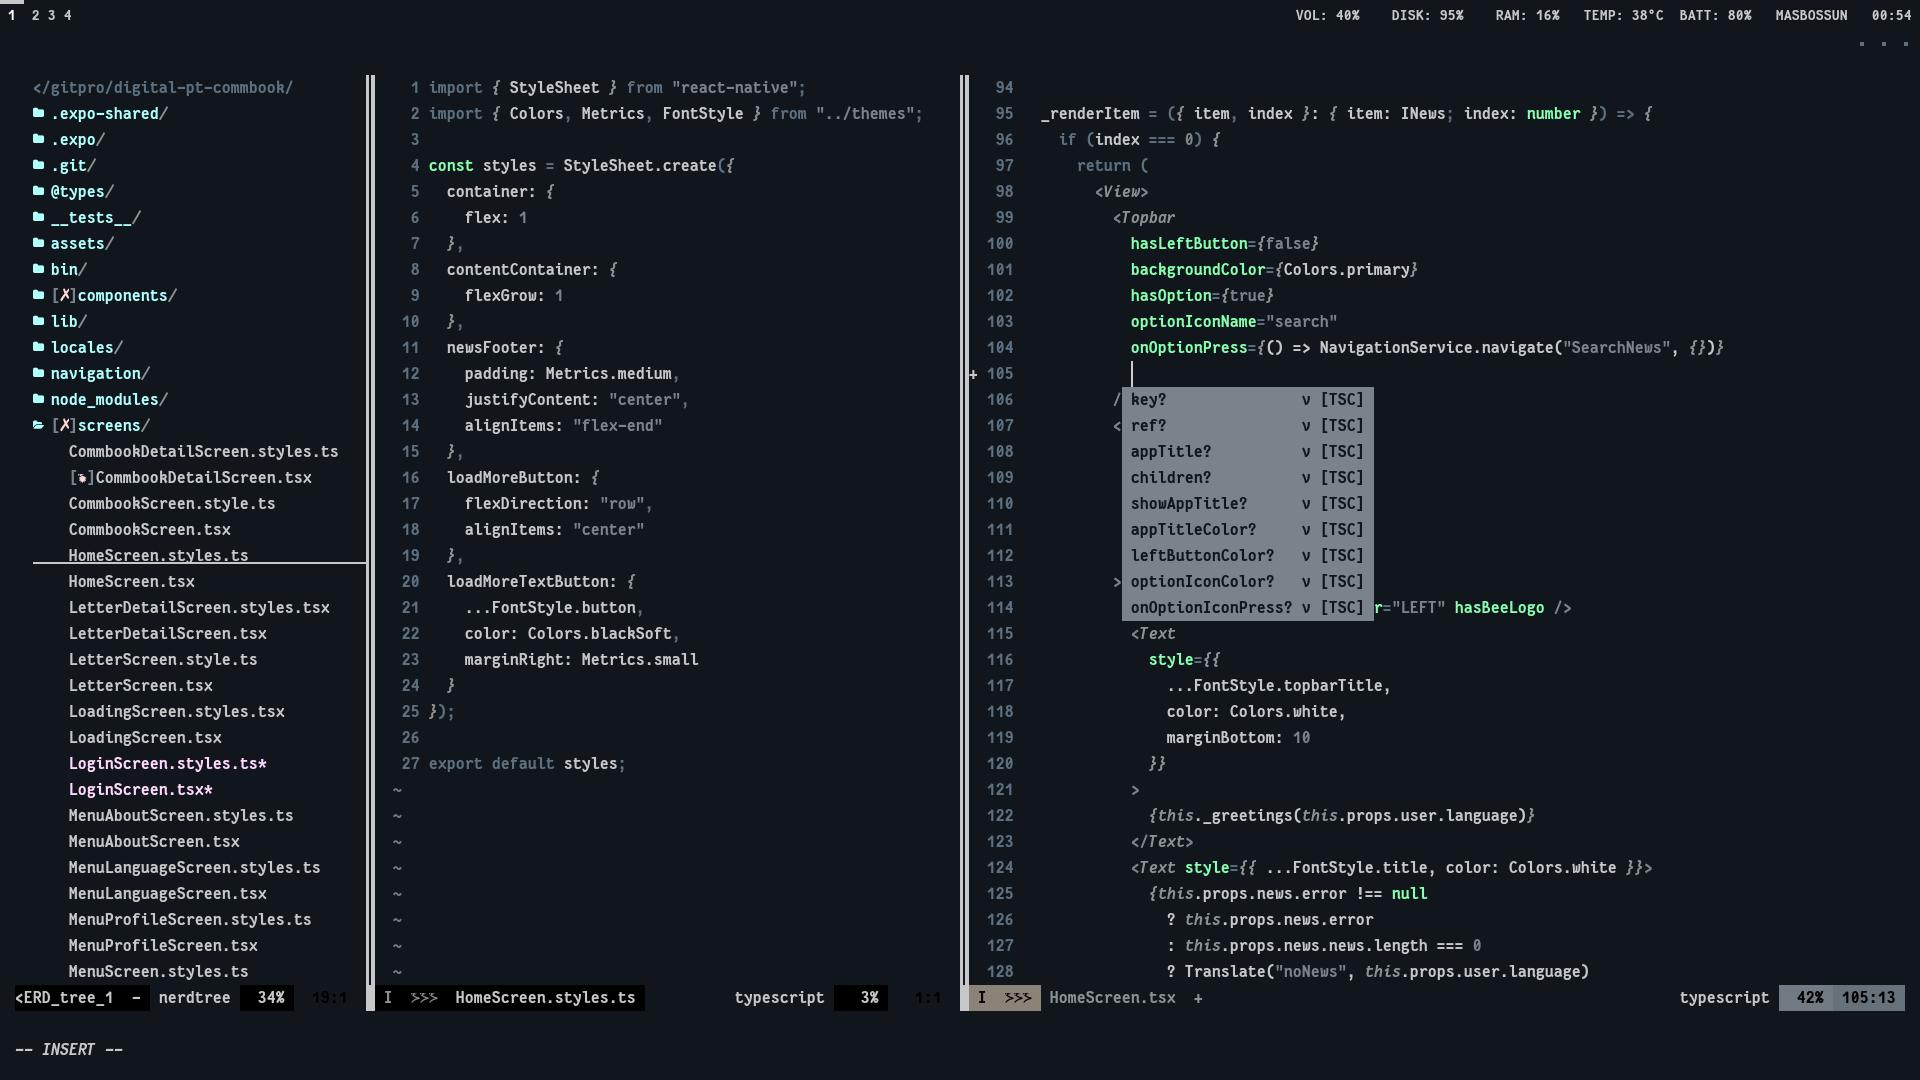 1 2 3 4 VOL: 40% DISK: 95% RAM: 16% TEMP: 38°C BATT: 80% MASBOSSUN 00:54
</gitpro/digital-pt-commbook/
.expo-shared/
.expo/
.git/
@types/
__tests__/
assets/
bin/
[✗]components/
lib/
locales/
navigation/
node_modules/
[✗]screens/
CommbookDetailScreen.styles.ts
[✹]CommbookDetailScreen.tsx
CommbookScreen.style.ts
CommbookScreen.tsx
HomeScreen.styles.ts
HomeScreen.tsx
LetterDetailScreen.styles.tsx
LetterDetailScreen.tsx
LetterScreen.style.ts
LetterScreen.tsx
LoadingScreen.styles.tsx
LoadingScreen.tsx
LoginScreen.styles.ts*
LoginScreen.tsx*
MenuAboutScreen.styles.ts
MenuAboutScreen.tsx
MenuLanguageScreen.styles.ts
MenuLanguageScreen.tsx
MenuProfileScreen.styles.ts
MenuProfileScreen.tsx
MenuScreen.styles.ts
<ERD_tree_1 - nerdtree 34% 19:1
1 import { StyleSheet } from "react-native";
2 import { Colors, Metrics, FontStyle } from "../themes";
3
4 const styles = StyleSheet.create({
5 container: {
6 flex: 1
7 },
8 contentContainer: {
9 flexGrow: 1
10 },
11 newsFooter: {
12 padding: Metrics.medium,
13 justifyContent: "center",
14 alignItems: "flex-end"
15 },
16 loadMoreButton: {
17 flexDirection: "row",
18 alignItems: "center"
19 },
20 loadMoreTextButton: {
21 ...FontStyle.button,
22 color: Colors.blackSoft,
23 marginRight: Metrics.small
24 }
25 });
26
27 export default styles;
~
~
~
~
~
~
~
~
I >>> HomeScreen.styles.ts typescript 3% 1:1
94
95 _renderItem = ({ item, index }: { item: INews; index: number }) => {
96 if (index === 0) {
97 return (
98 <View>
99 <Topbar
100 hasLeftButton={false}
101 backgroundColor={Colors.primary}
102 hasOption={true}
103 optionIconName="search"
104 onOptionPress={() => NavigationService.navigate("SearchNews", {})}
+ 105
106 / key? v [TSC]
107 < ref? v [TSC]
108 appTitle? v [TSC]
109 children? v [TSC]
110 showAppTitle? v [TSC]
111 appTitleColor? v [TSC]
112 leftButtonColor? v [TSC]
113 > optionIconColor? v [TSC]
114 onOptionIconPress? v [TSC] r="LEFT" hasBeeLogo />
115 <Text
116 style={{
117 ...FontStyle.topbarTitle,
118 color: Colors.white,
119 marginBottom: 10
120 }}
121 >
122 {this._greetings(this.props.user.language)}
123 </Text>
124 <Text style={{ ...FontStyle.title, color: Colors.white }}>
125 {this.props.news.error !== null
126 ? this.props.news.error
127 : this.props.news.news.length === 0
128 ? Translate("noNews", this.props.user.language)
I >>> HomeScreen.tsx + typescript 42% 105:13
-- INSERT --